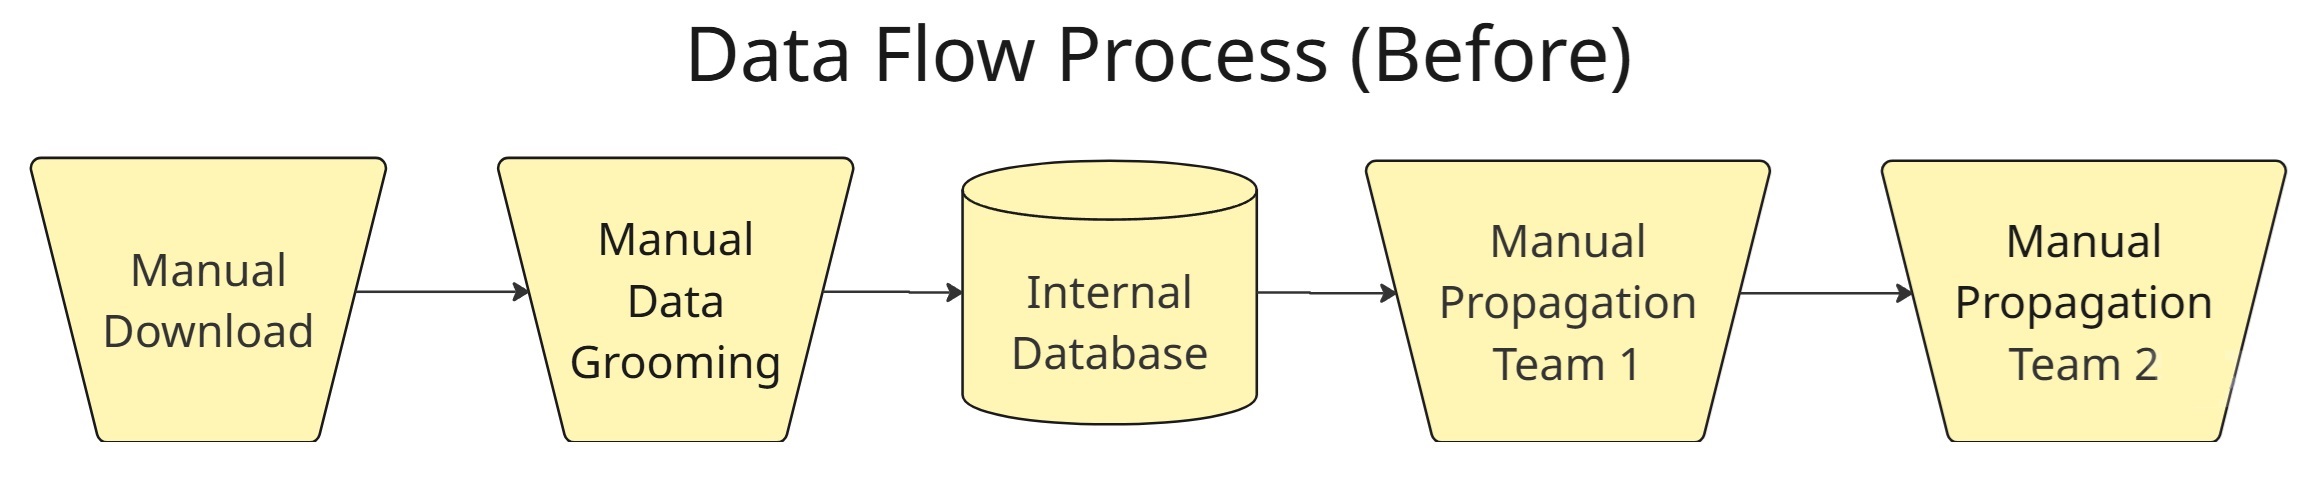 Data Flow Process (Before)
Manual
Download
Manual
Data
Grooming
Internal
Database
Manual
Propagation
Team 1
Manual
Propagation
Team 2